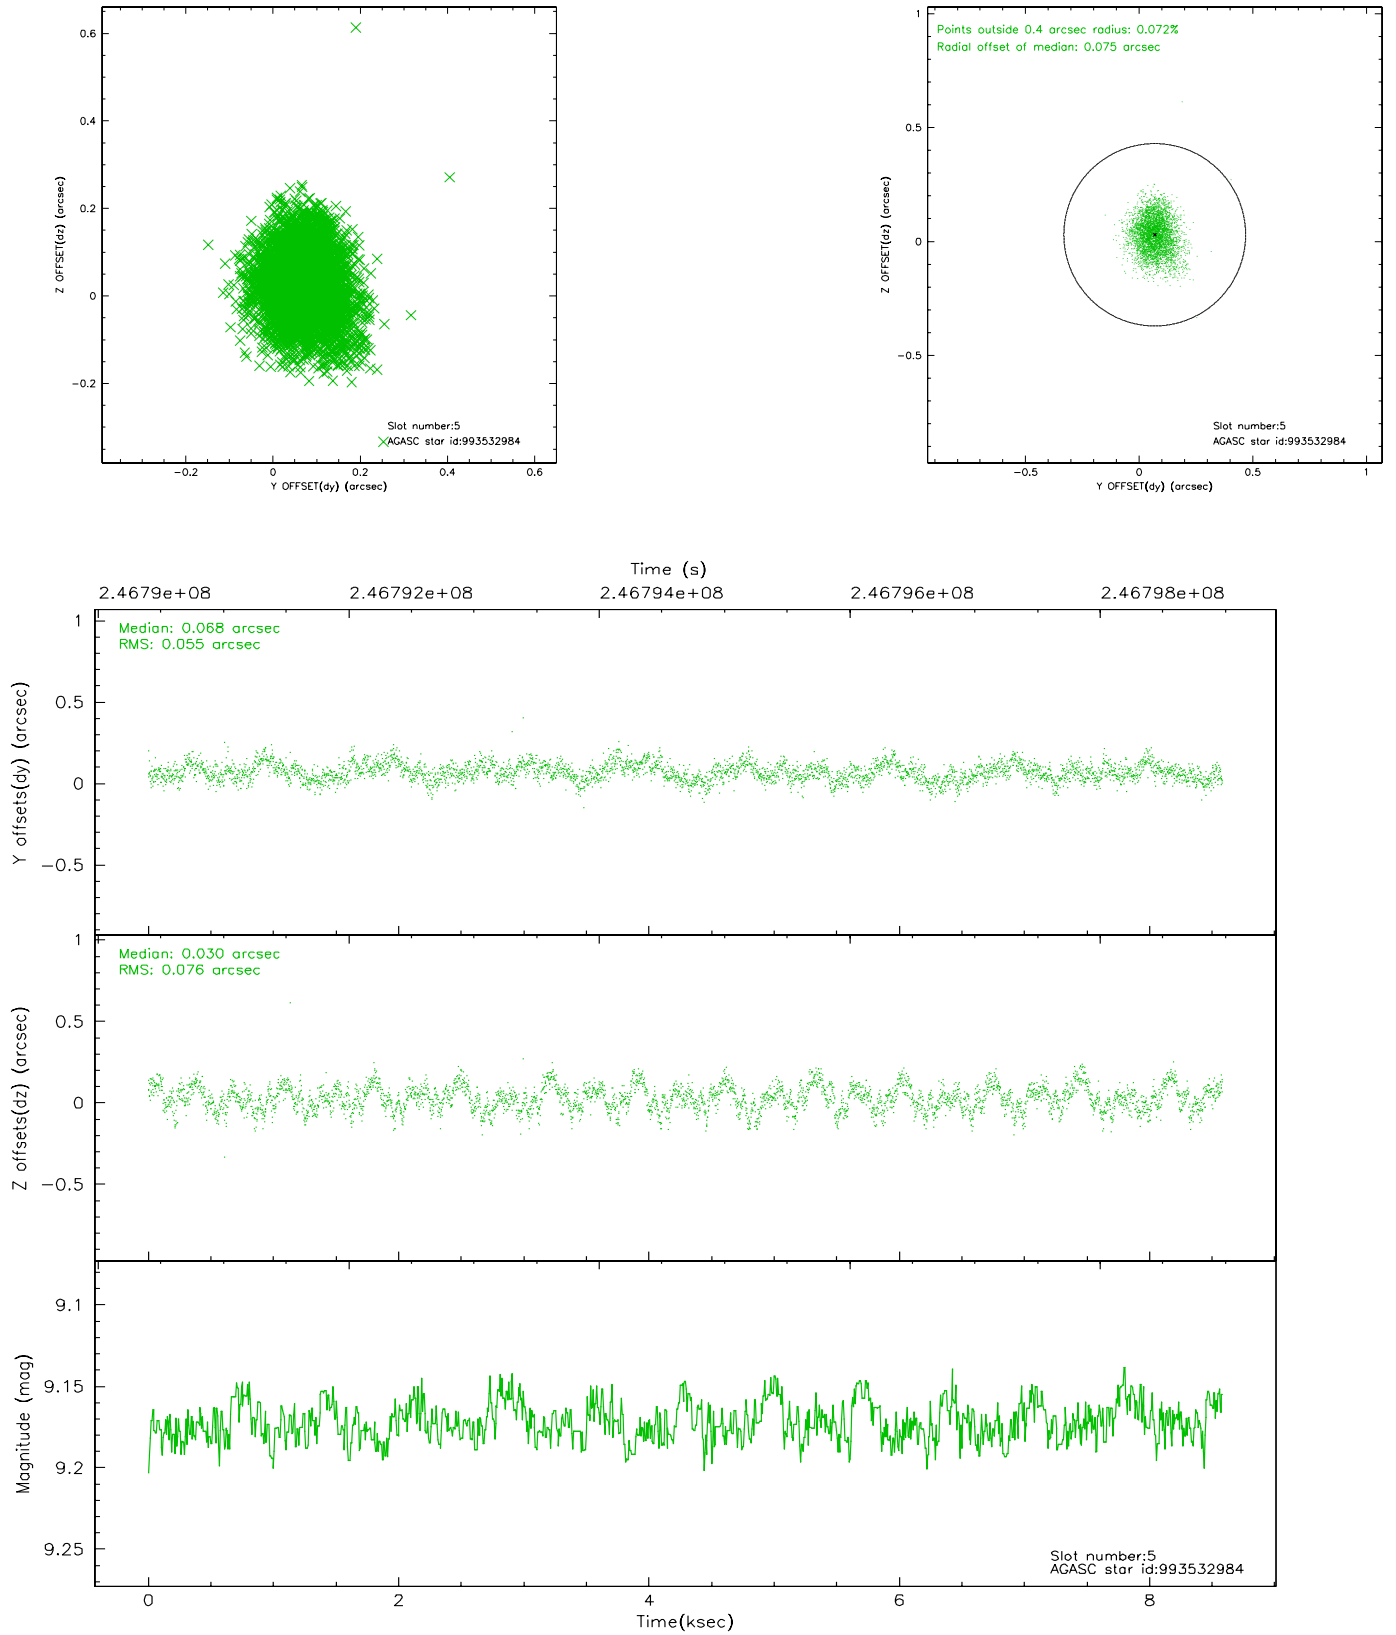 0.6
0.4
0.2
0
−0.2
Z OFFSET(dz) (arcsec)
Slot number:5
AGASC star id:993532984
−0.2 0 0.2 0.4 0.6
Y OFFSET(dy) (arcsec)
Points outside 0.4 arcsec radius: 0.072%
Radial offset of median: 0.075 arcsec
1
0.5
0
−0.5
Z OFFSET(dz) (arcsec)
Slot number:5
AGASC star id:993532984
−0.5 0 0.5 1
Y OFFSET(dy) (arcsec)
Time (s)
2.4679e+08 2.46792e+08 2.46794e+08 2.46796e+08 2.46798e+08
Median: 0.068 arcsec
RMS: 0.055 arcsec
1
0.5
0
−0.5
Y offsets(dy) (arcsec)
Median: 0.030 arcsec
RMS: 0.076 arcsec
1
0.5
0
−0.5
Z offsets(dz) (arcsec)
9.1
9.15
9.2
9.25
Magnitude (mag)
Slot number:5
AGASC star id:993532984
0 2 4 6 8
Time(ksec)